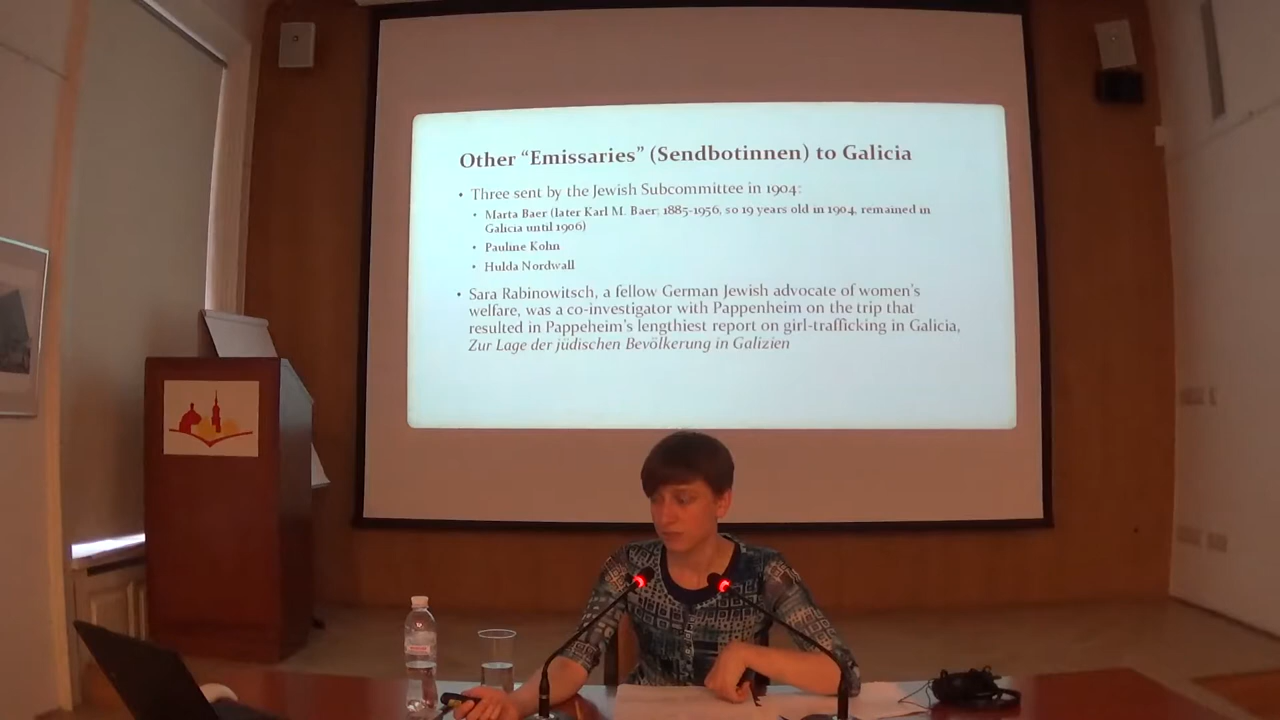 Other “Emissaries” (Sendbotinnen) to Galicia
• Three sent by the Jewish Subcommittee in 1904:
• Marta Baer (later Karl M. Baer; 1885-1956, so 19 years old in 1904, remained in
Galicia until 1906)
• Pauline Kohn
• Hulda Nordwall
• Sara Rabinowitsch, a fellow German Jewish advocate of women's
welfare, was a co-investigator with Pappenheim on the trip that
resulted in Pappeheim's lengthiest report on girl-trafficking in Galicia,
Zur Lage der jüdischen Bevölkerung in Galizien